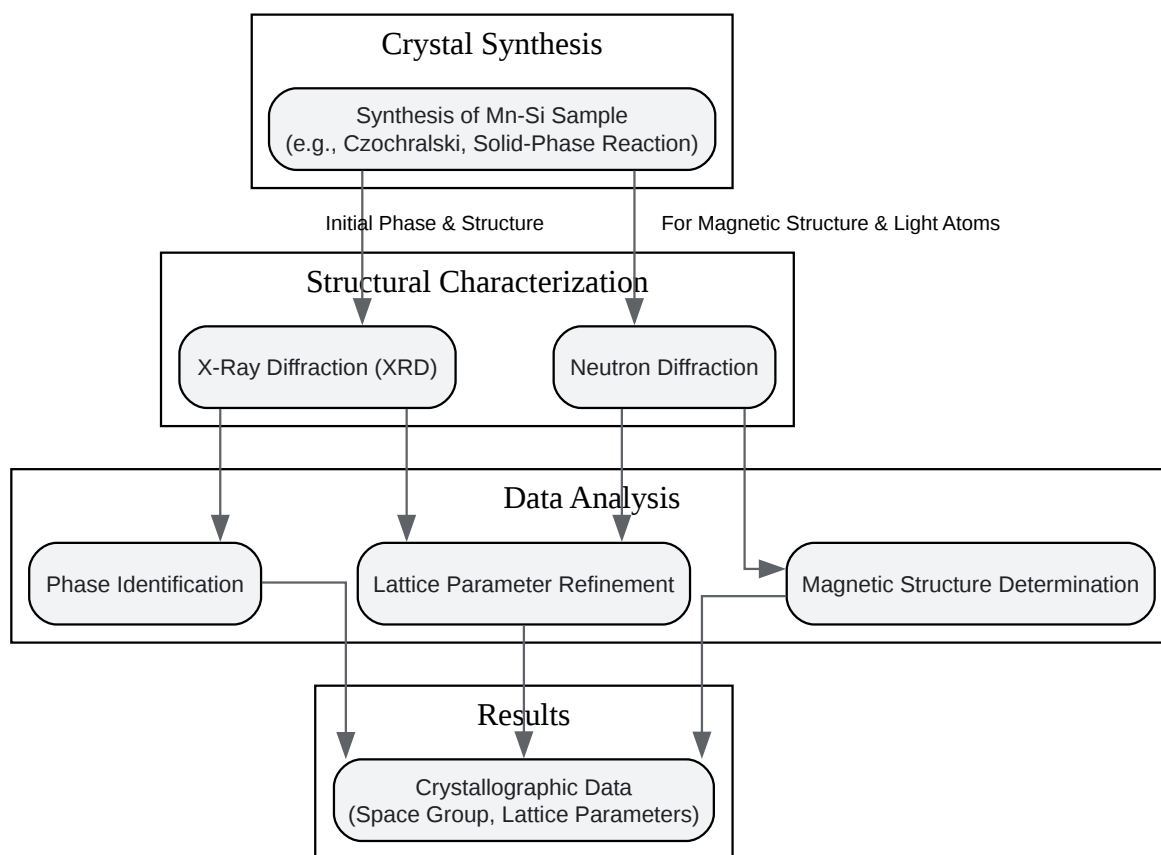 Crystal Synthesis
Synthesis of Mn-Si Sample
(e.g., Czochralski, Solid-Phase Reaction)
Initial Phase & Structure
For Magnetic Structure & Light Atoms
Structural Characterization
X-Ray Diffraction (XRD)
Neutron Diffraction
Data Analysis
Phase Identification
Lattice Parameter Refinement
Magnetic Structure Determination
Results
Crystallographic Data
(Space Group, Lattice Parameters)